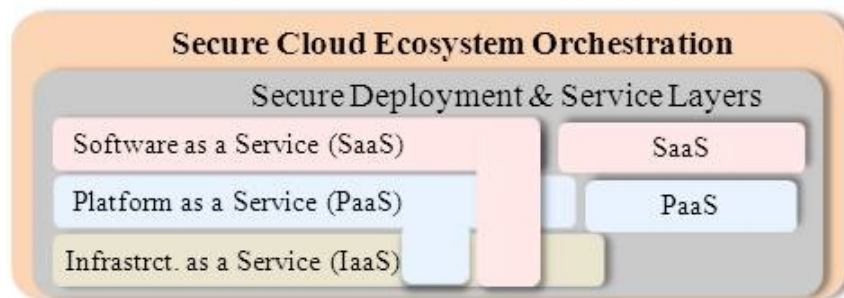 Secure Cloud Ecosystem Orchestration
Secure Deployment & Service Layers
Software as a Service (SaaS)
SaaS
Platform as a Service (PaaS)
PaaS
Infrastrct. as a Service (IaaS)